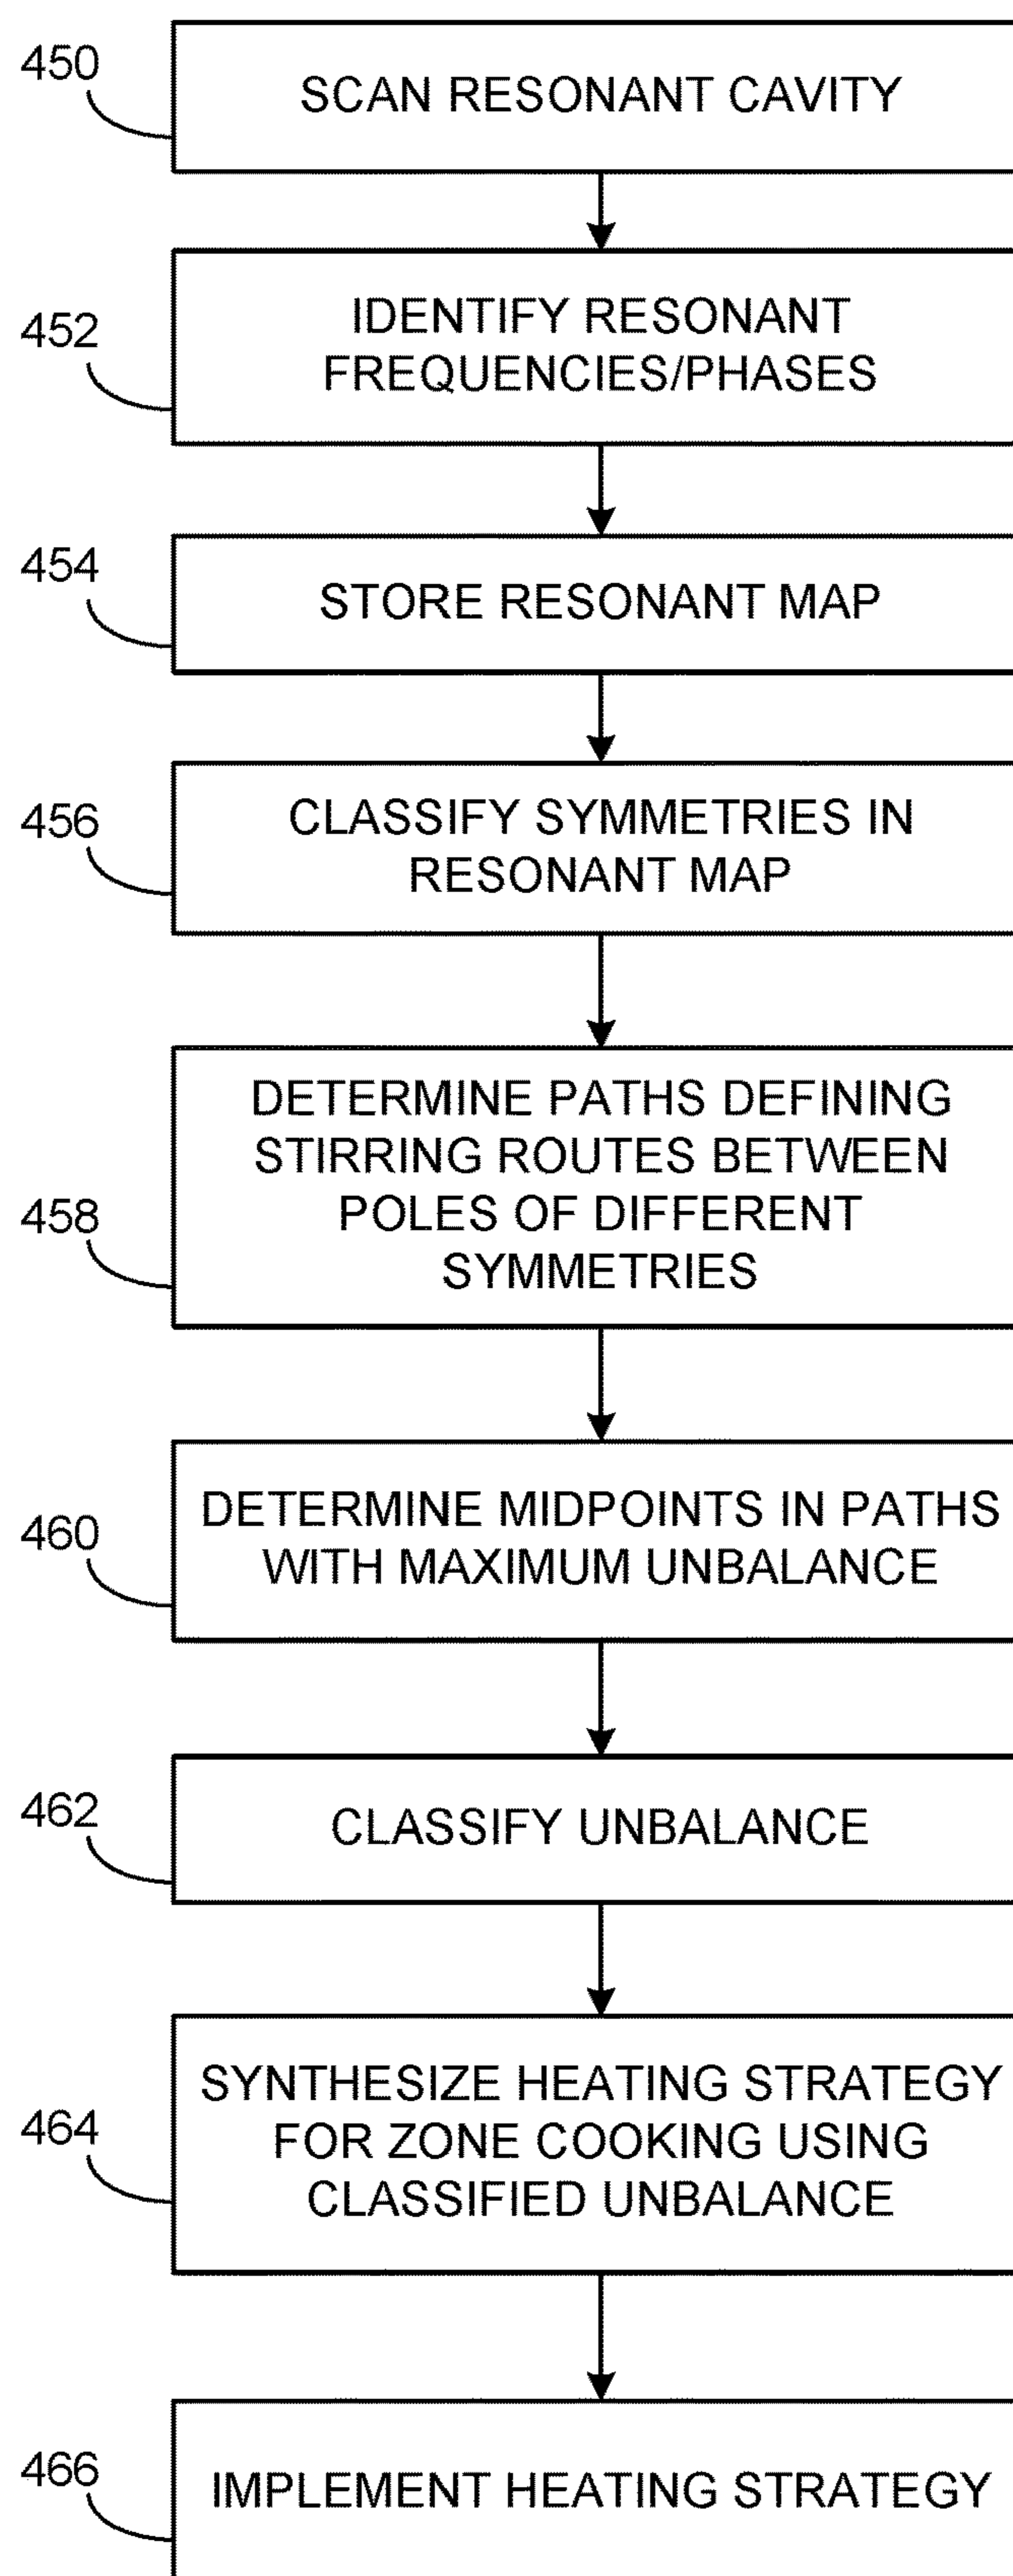 450
SCAN RESONANT CAVITY
452
IDENTIFY RESONANT
FREQUENCIES/PHASES
454
STORE RESONANT MAP
456
CLASSIFY SYMMETRIES IN
RESONANT MAP
458
DETERMINE PATHS DEFINING
STIRRING ROUTES BETWEEN
POLES OF DIFFERENT
SYMMETRIES
460
DETERMINE MIDPOINTS IN PATHS
WITH MAXIMUM UNBALANCE
462
CLASSIFY UNBALANCE
464
SYNTHESIZE HEATING STRATEGY
FOR ZONE COOKING USING
CLASSIFIED UNBALANCE
466
IMPLEMENT HEATING STRATEGY